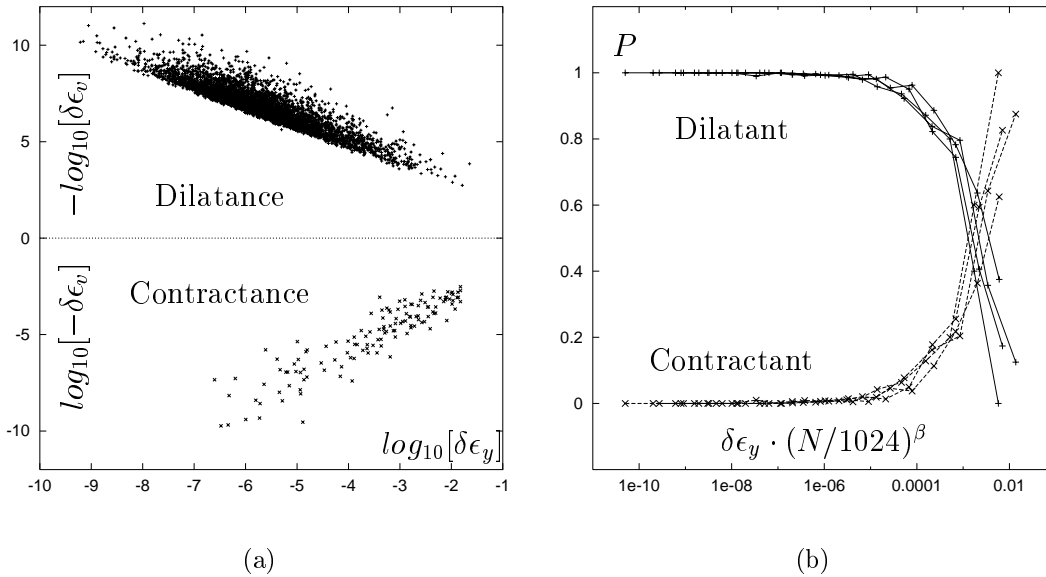 10
5
0
-5
-10
-10 -9 -8 -7 -6 -5 -4 -3 -2 -1
−log₁₀[δϵᵥ]
log₁₀[−δϵᵥ]
Dilatance
Contractance
log₁₀[δϵ_y]
(a)
P
1
0.8
0.6
0.4
0.2
0
Dilatant
Contractant
δϵ_y · (N/1024)^β
1e-10 1e-08 1e-06 0.0001 0.01
(b)